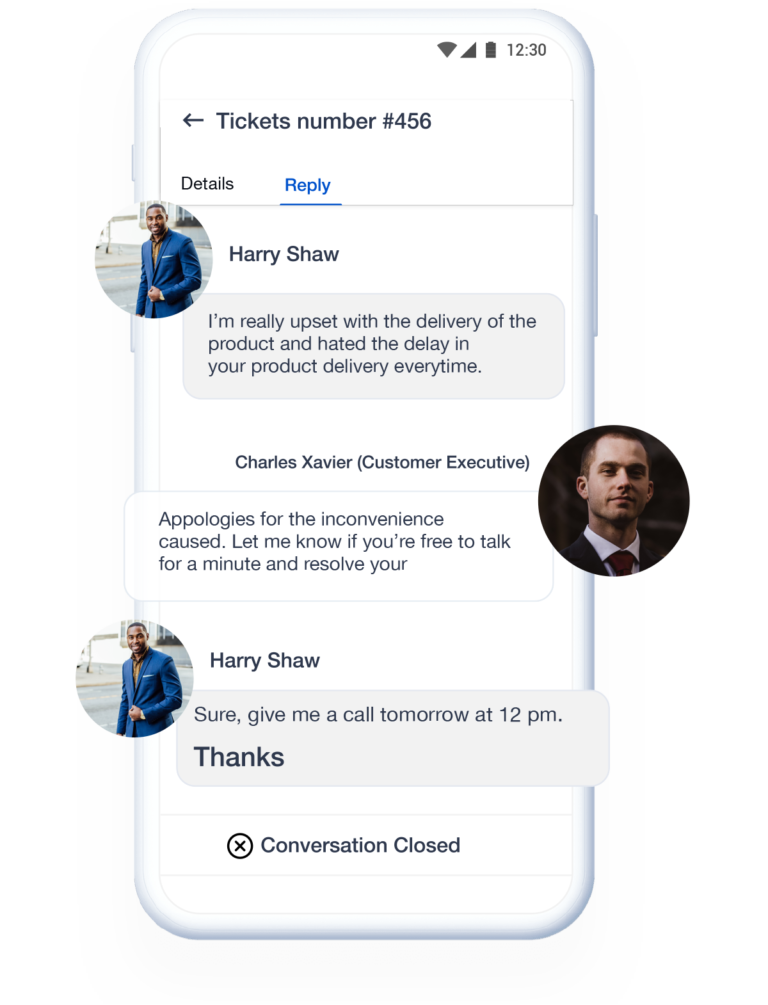 12:30
← Tickets number #456
Details Reply
Harry Shaw
I'm really upset with the delivery of the
product and hated the delay in
your product delivery everytime.
Charles Xavier (Customer Executive)
Appologies for the inconvenience
caused. Let me know if you're free to talk
for a minute and resolve your
Harry Shaw
Sure, give me a call tomorrow at 12 pm.
Thanks
Conversation Closed